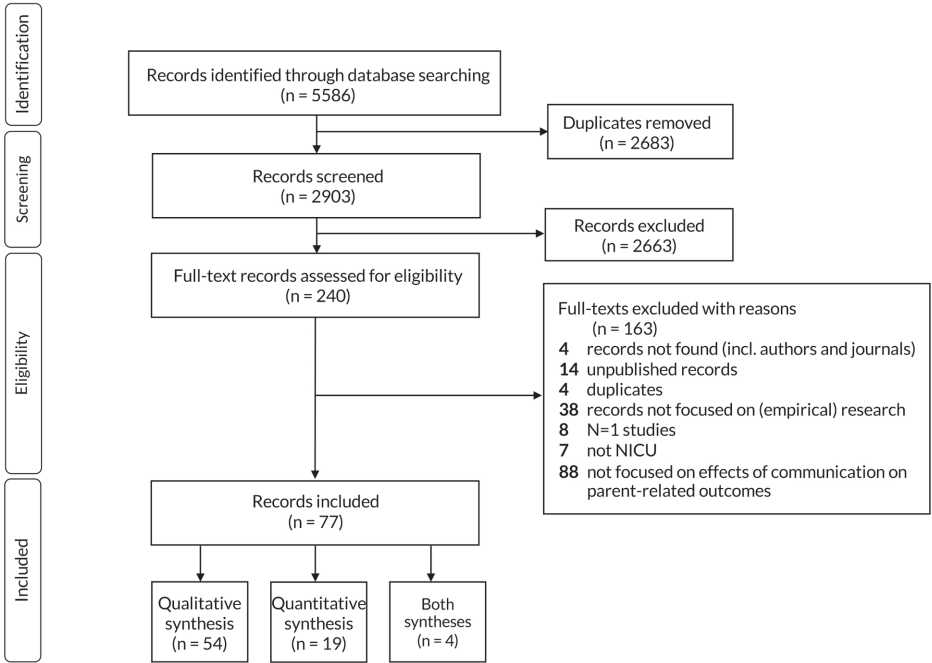 Identification
Records identified through database searching
(n = 5586)
Duplicates removed
(n = 2683)
Screening
Records screened
(n = 2903)
Records excluded
(n = 2663)
Eligibility
Full-text records assessed for eligibility
(n = 240)
Full-texts excluded with reasons
(n = 163)
4 records not found (incl. authors and journals)
14 unpublished records
4 duplicates
38 records not focused on (empirical) research
8 N=1 studies
7 not NICU
88 not focused on effects of communication on
parent-related outcomes
Included
Records included
(n = 77)
Qualitative
synthesis
(n = 54)
Quantitative
synthesis
(n = 19)
Both
syntheses
(n = 4)